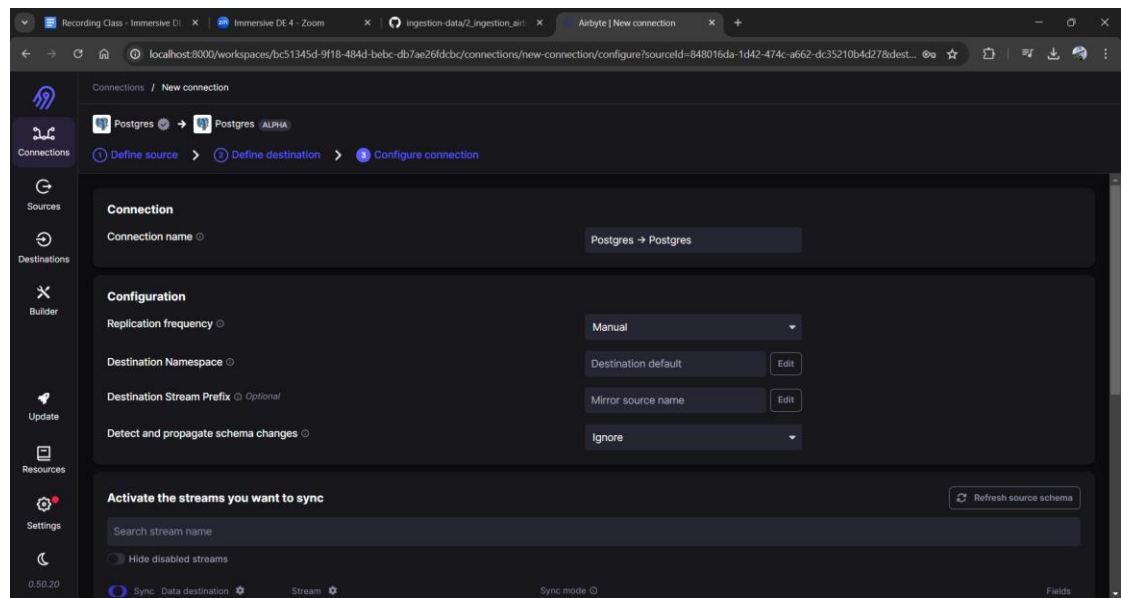 Recording Class - Immersive DE
Immersive DE 4 - Zoom
ingestion-data/2_ingestion_airb
Airbyte | New connection
localhost:8000/workspaces/bc51345d-9f18-484d-bebc-db7ae26fdcbc/connections/new-connection/configure?sourceId=848016da-1d42-474c-a662-dc35210b4d27&dest...
Connections / New connection
Postgres → Postgres ALPHA
1 Define source > 2 Define destination > 3 Configure connection
Connections
Sources
Destinations
Builder
Update
Resources
Settings
0.50.20
Connection
Connection name
Postgres → Postgres
Configuration
Replication frequency
Manual
Destination Namespace
Destination default
Edit
Destination Stream Prefix Optional
Mirror source name
Edit
Detect and propagate schema changes
Ignore
Activate the streams you want to sync
Refresh source schema
Search stream name
Hide disabled streams
Sync Data destination Stream Sync mode Fields